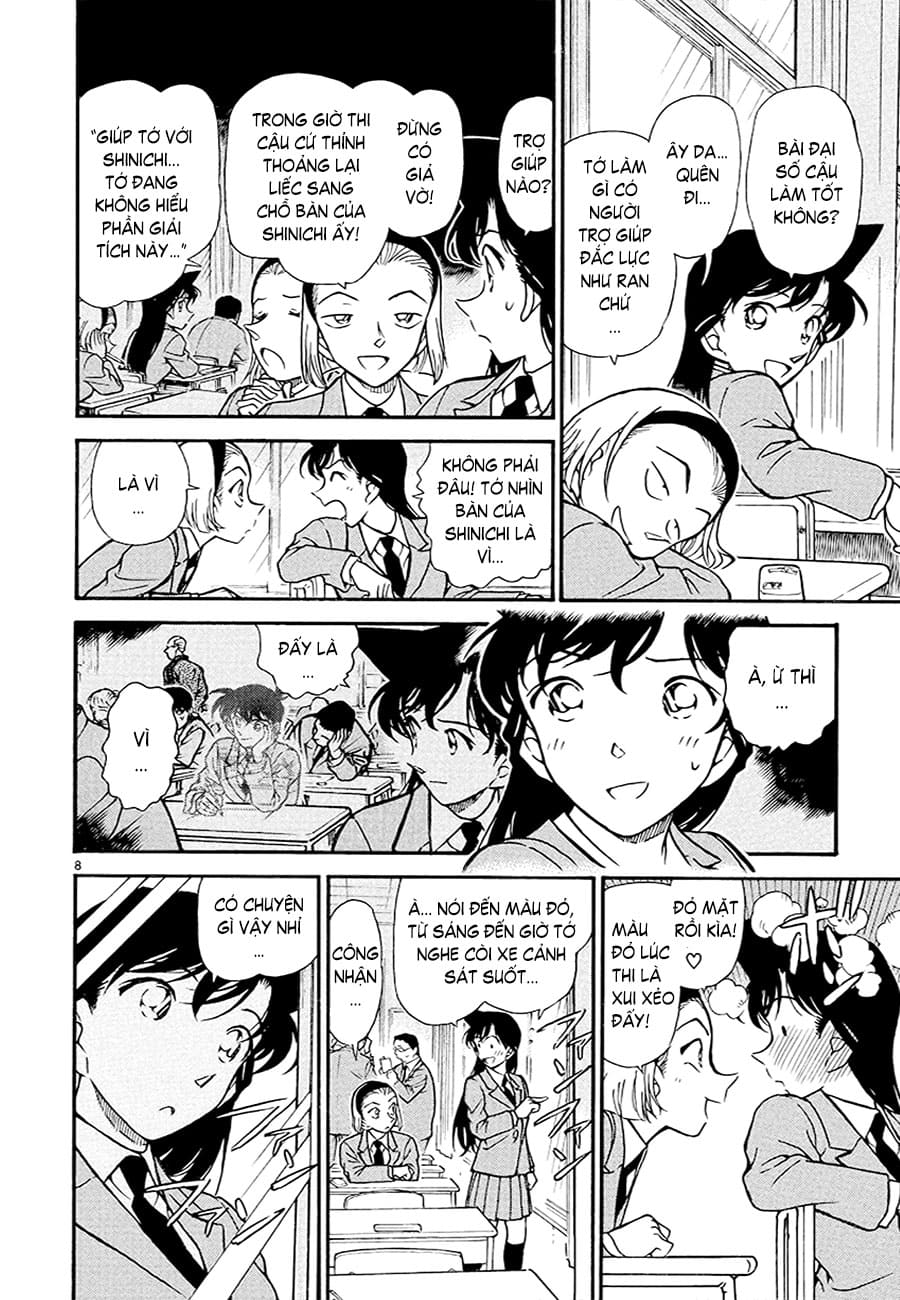 BÀI ĐẠI
SỐ CẬU
LÀM TỐT
KHÔNG?
ÂY DA...
QUÊN
ĐI...
TỚ LÀM
GÌ CÓ
NGƯỜI
TRỢ GIÚP
ĐẮC LỰC
NHƯ RAN
CHỨ
...
TRỢ
GIÚP
NÀO?
ĐỪNG
CÓ
GIẢ
VỜ!
TRONG GIỜ THI
CẬU CỨ THỈNH
THOẢNG LẠI
LIẾC SANG
CHỖ BÀN CỦA
SHINICHI ẤY!
"GIÚP TỚ VỚI
SHINICHI...
TỚ ĐANG
KHÔNG HIỂU
PHẦN GIẢI
TÍCH NÀY..."
KHÔNG PHẢI
ĐÂU! TỚ NHÌN
BÀN CỦA
SHINICHI LÀ
VÌ...
LÀ VÌ
...
À, Ừ THÌ
...
ĐẤY LÀ
...
VÌ
...
8
ĐỎ MẶT
RỒI KÌA!
♡
MÀU
ĐỎ LÚC
THI LÀ
XUI XẺO
ĐẤY!
À... NÓI ĐẾN MÀU ĐỎ,
TỪ SÁNG ĐẾN GIỜ TỚ
NGHE CÒI XE CẢNH
SÁT SUỐT...
CÔNG
NHẬN
...
CÓ CHUYỆN
GÌ VẬY NHỈ
...